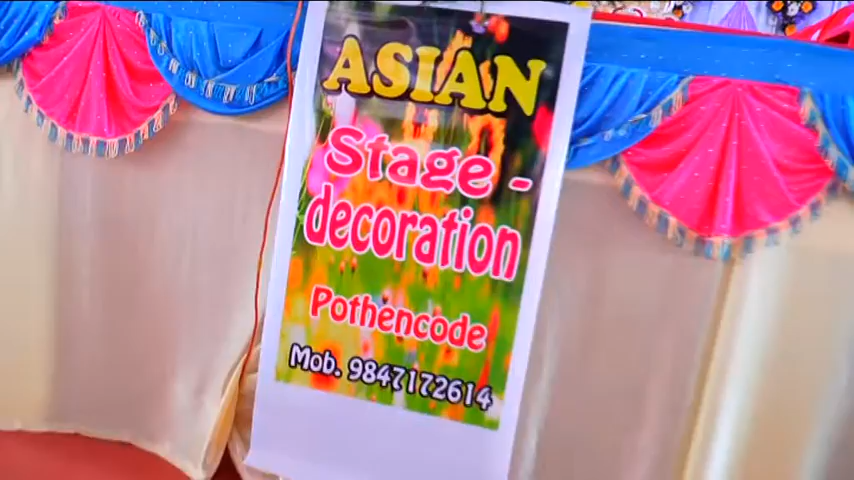 ASIAN
Stage -
decoration
Pothencode
Mob. 9847172614